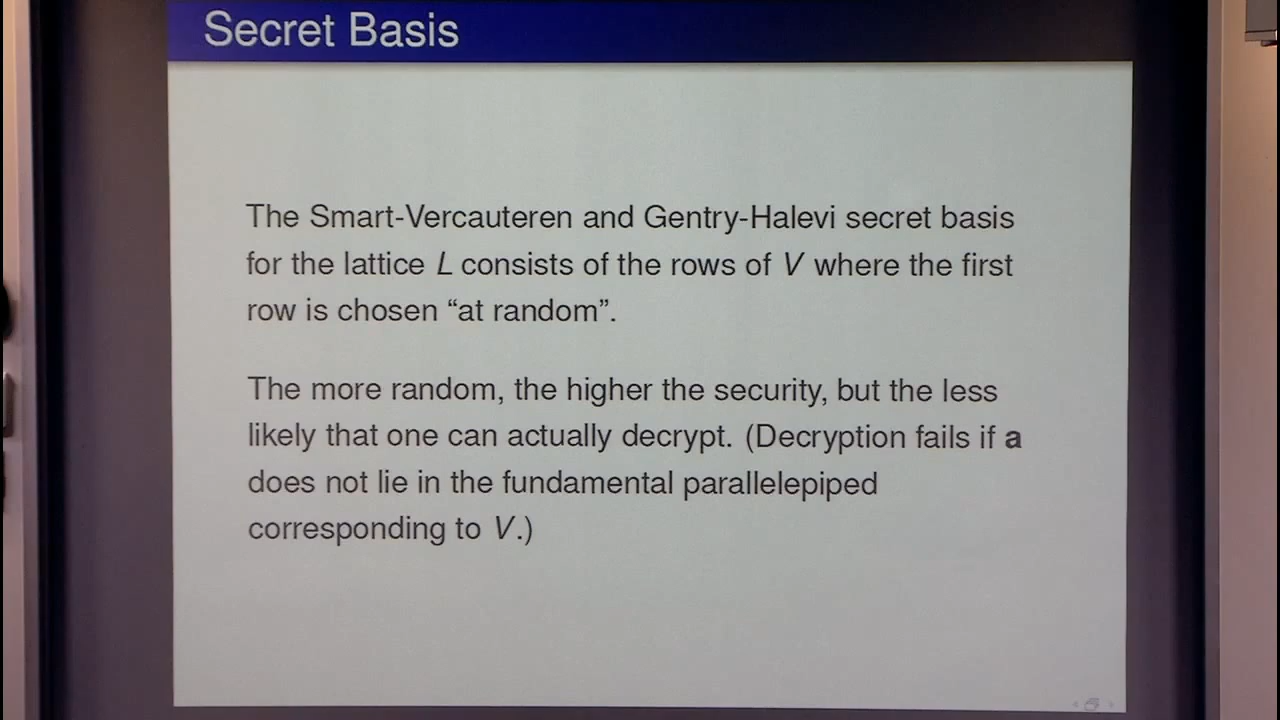 Secret Basis
The Smart-Vercauteren and Gentry-Halevi secret basis
for the lattice L consists of the rows of V where the first
row is chosen “at random”.
The more random, the higher the security, but the less
likely that one can actually decrypt. (Decryption fails if a
does not lie in the fundamental parallelepiped
corresponding to V.)